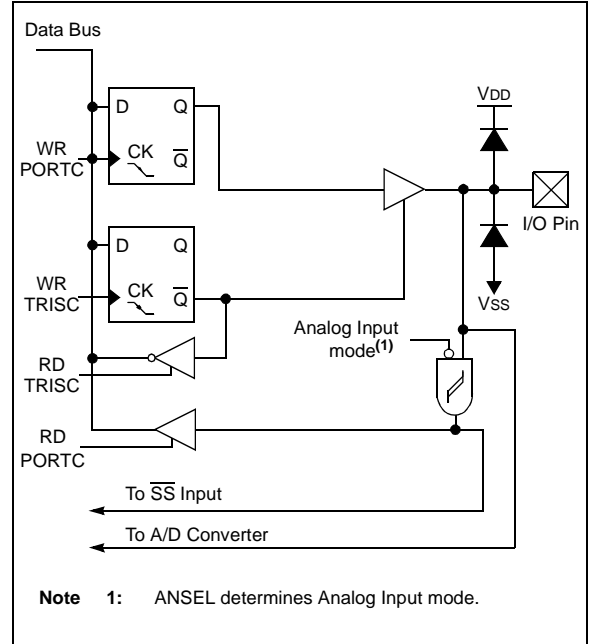 Data Bus
D Q
WR
PORTC
CK
Q̅
VDD
I/O Pin
VSS
D Q
WR
TRISC
CK
Q̅
Analog Input
mode(1)
RD
TRISC
RD
PORTC
To S̅S̅ Input
To A/D Converter
Note 1: ANSEL determines Analog Input mode.